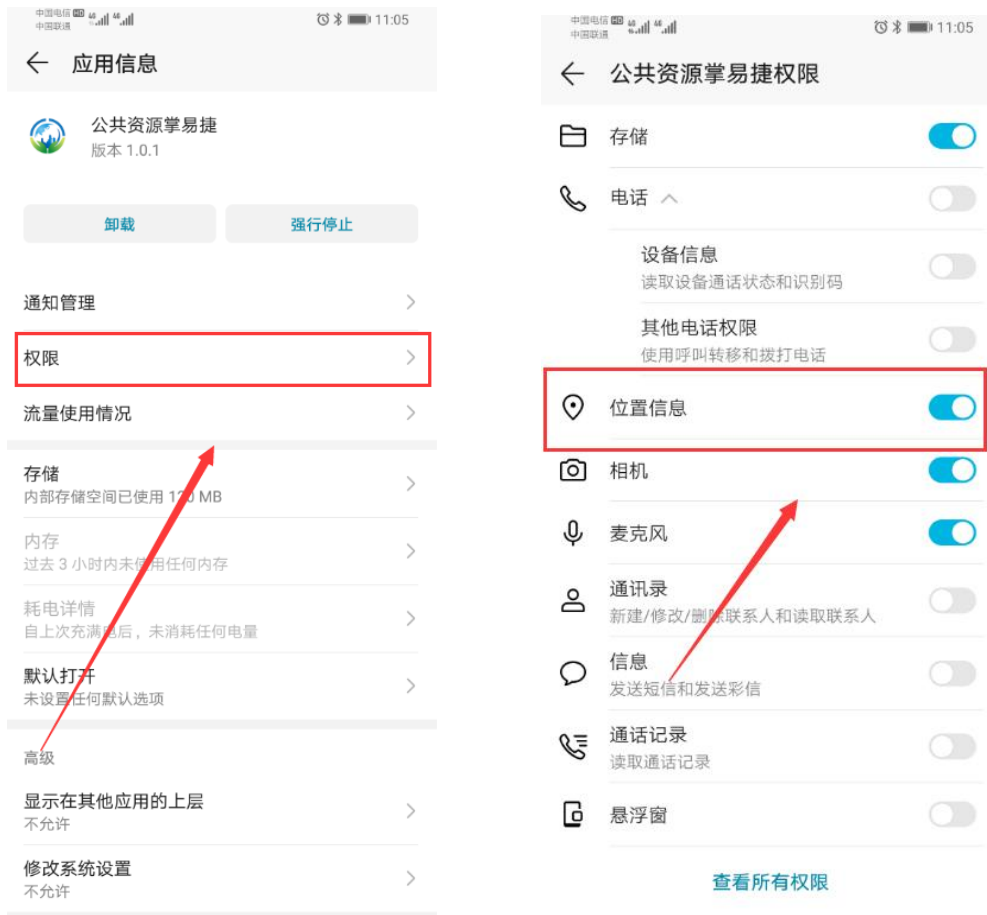 中国电信 HD
中国联通
11:05
应用信息
公共资源掌易捷
版本 1.0.1
卸载
强行停止
通知管理
权限
流量使用情况
存储
内部存储空间已使用 120 MB
内存
过去 3 小时内未使用任何内存
耗电详情
自上次充满电后，未消耗任何电量
默认打开
未设置任何默认选项
高级
显示在其他应用的上层
不允许
修改系统设置
不允许
中国电信 HD
中国联通
11:05
公共资源掌易捷权限
存储
电话
设备信息
读取设备通话状态和识别码
其他电话权限
使用呼叫转移和拨打电话
位置信息
相机
麦克风
通讯录
新建/修改/删除联系人和读取联系人
信息
发送短信和发送彩信
通话记录
读取通话记录
悬浮窗
查看所有权限